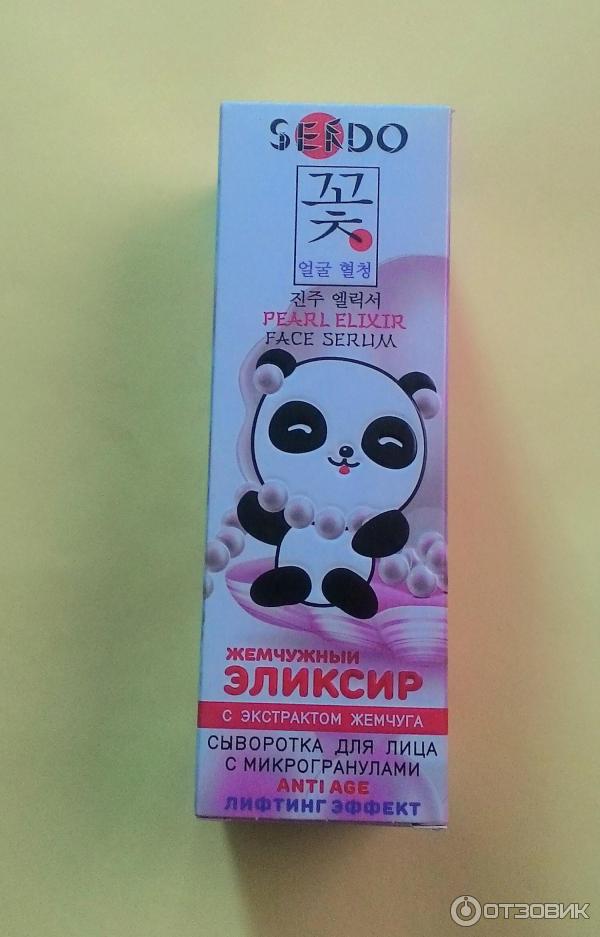 SENDO
꽃
얼굴 혈청
진주 엘릭서
PEARL ELIXIR
FACE SERUM
ЖЕМЧУЖНЫЙ
ЭЛИКСИР
С ЭКСТРАКТОМ ЖЕМЧУГА
СЫВОРОТКА ДЛЯ ЛИЦА
С МИКРОГРАНУЛАМИ
ANTI AGE
ЛИФТИНГ ЭФФЕКТ
ОТЗОВИК